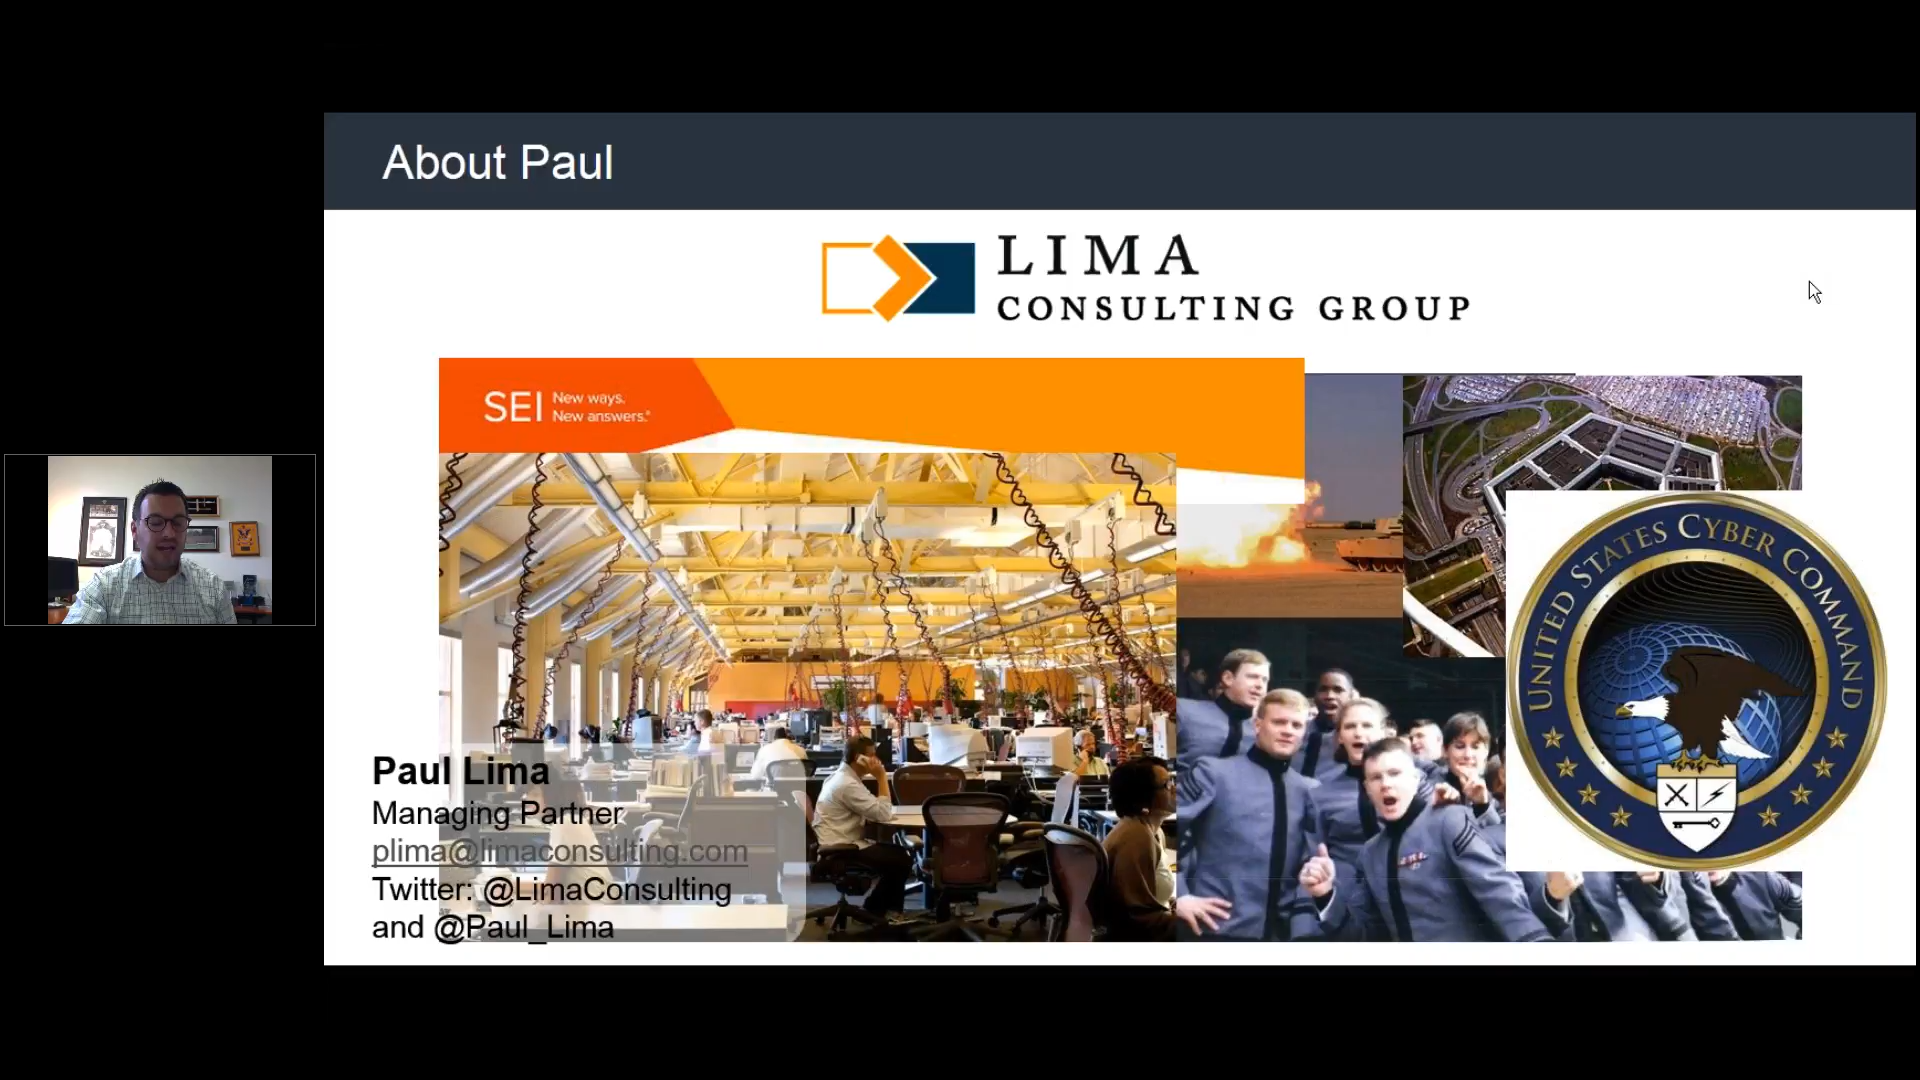 About Paul
LIMA
CONSULTING GROUP
SEI New ways.
New answers.®
UNITED STATES CYBER COMMAND
Paul Lima
Managing Partner
plima@limaconsulting.com
Twitter: @LimaConsulting
and @Paul_Lima